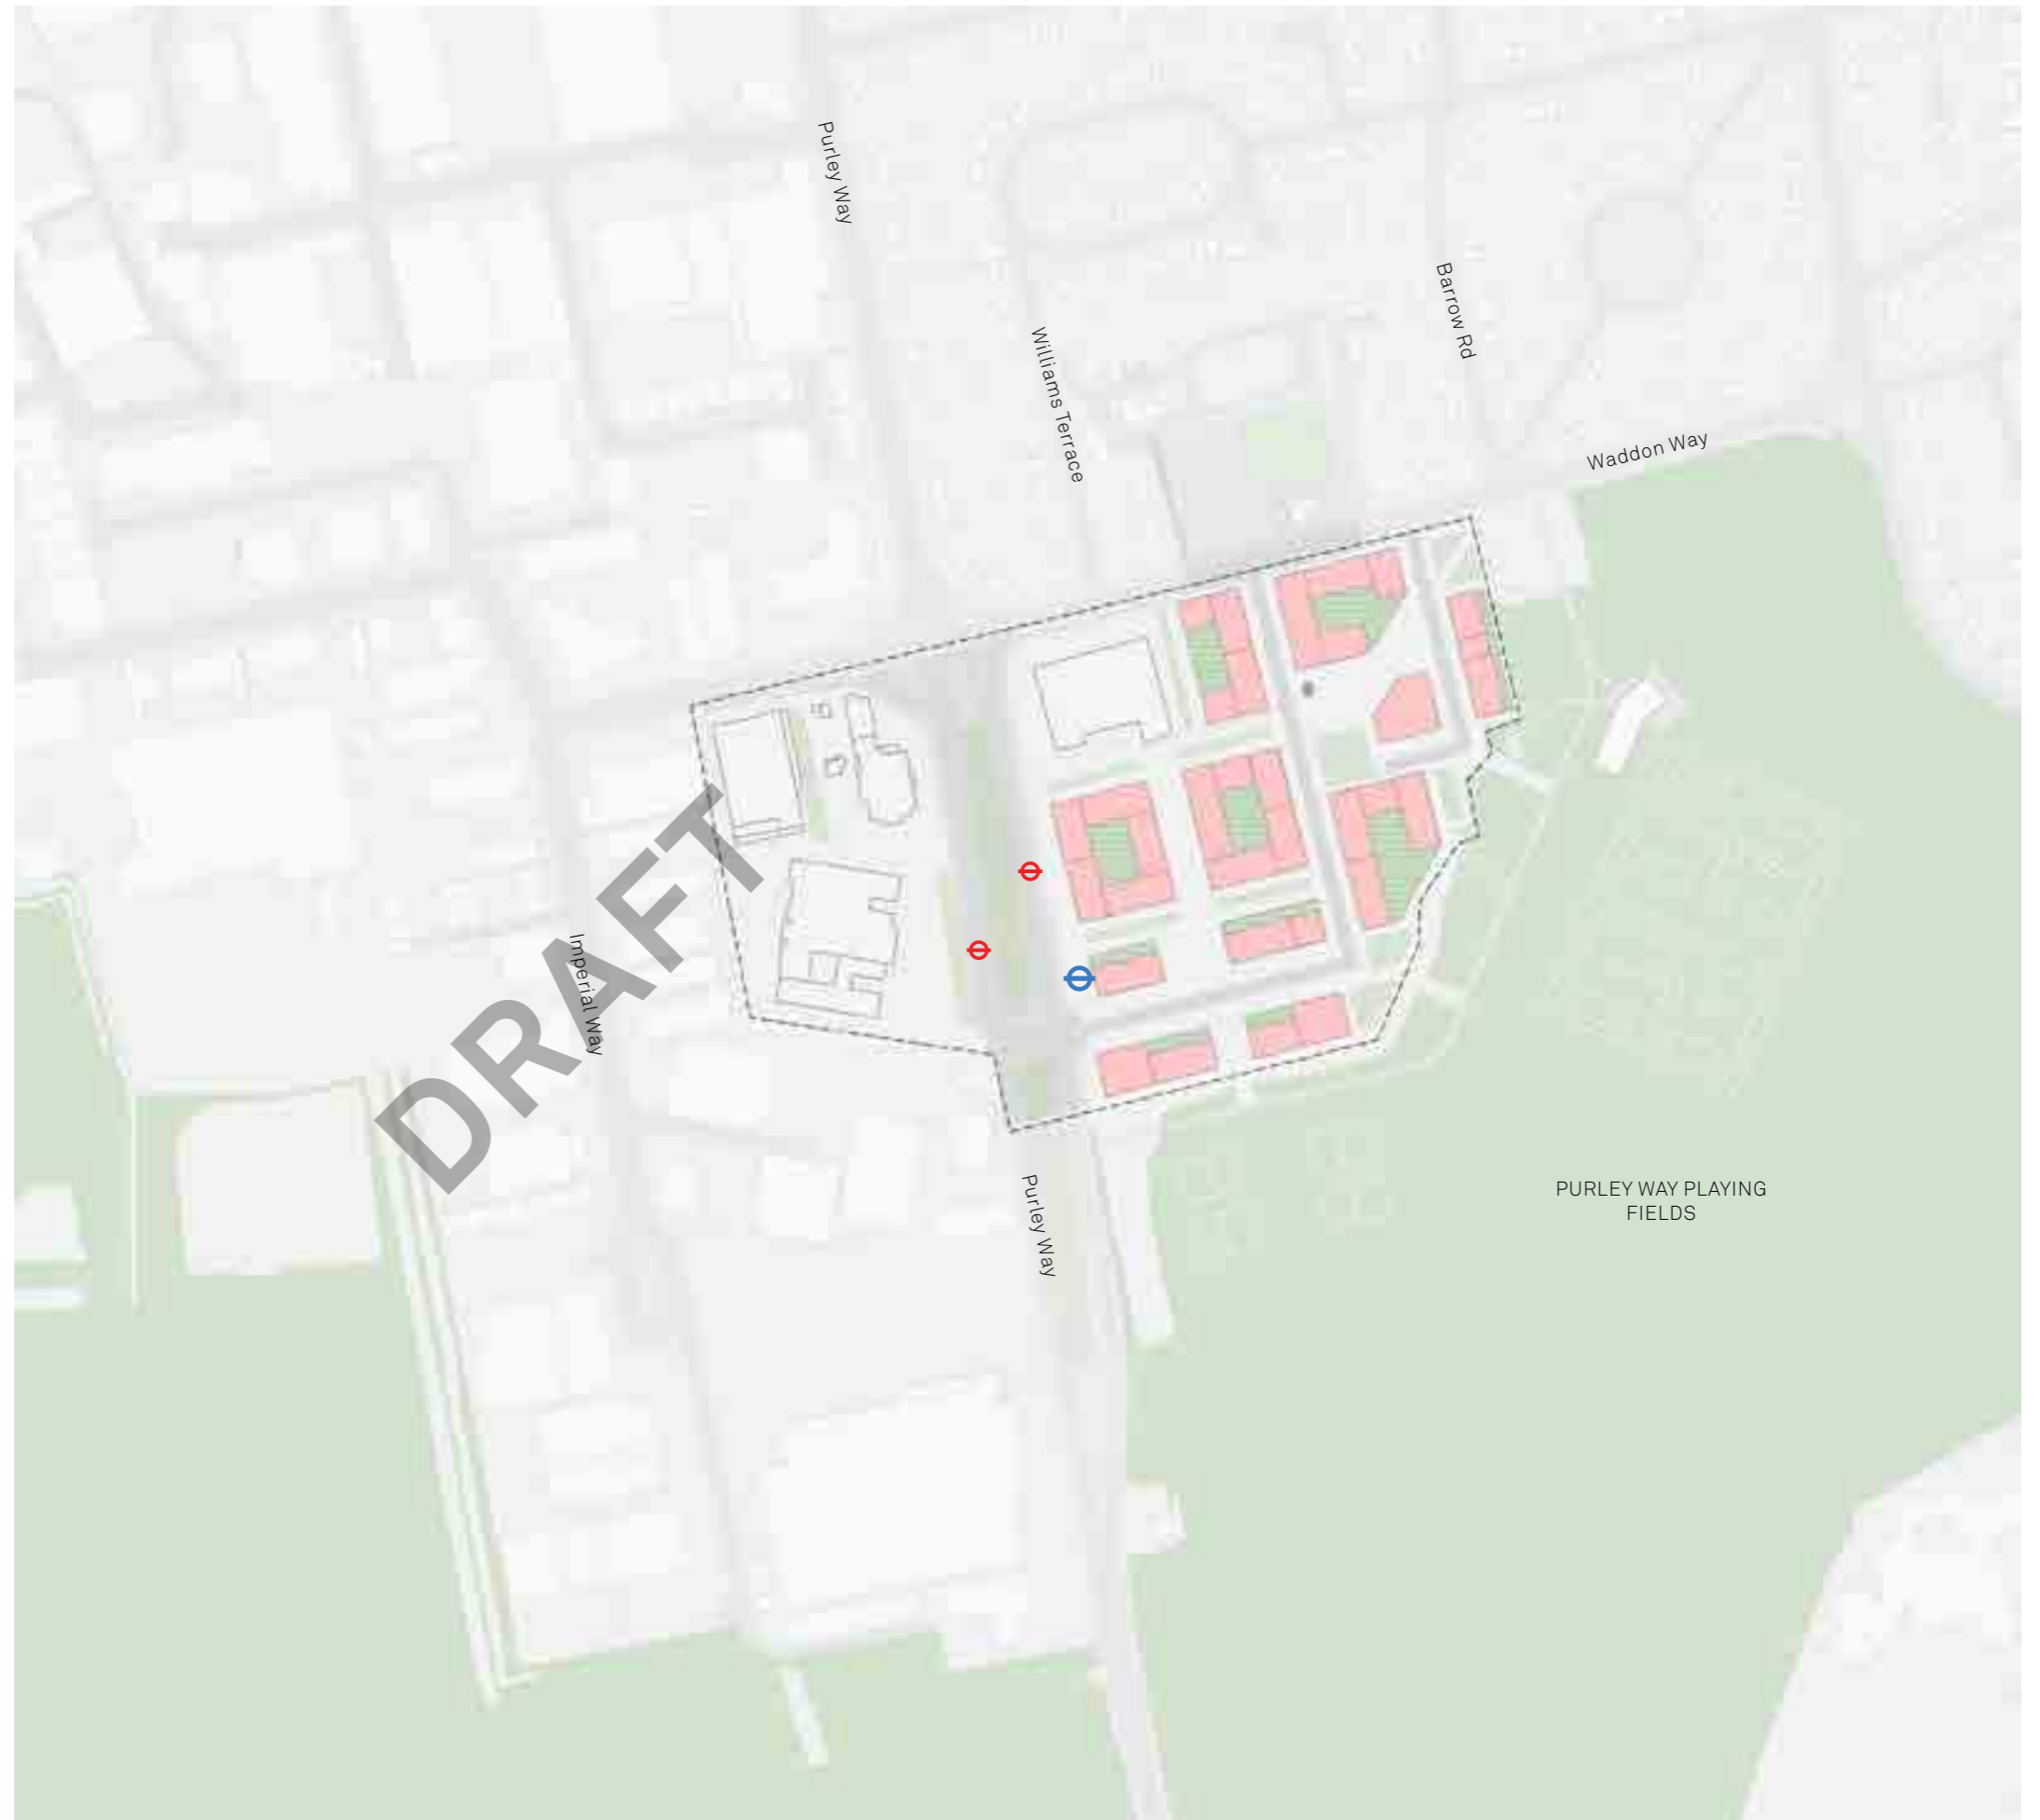 Purley Way
Barrow Rd
Williams Terrace
Waddon Way
DRAFT
Imperial Way
Purley Way
PURLEY WAY PLAYING
FIELDS